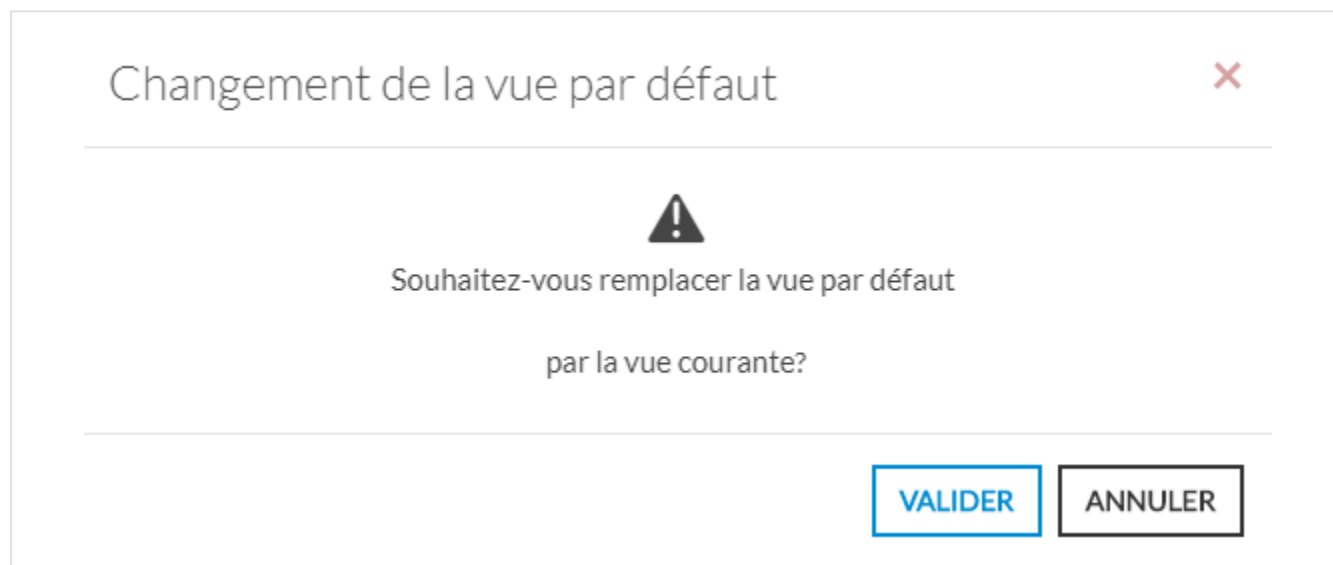 Changement de la vue par défaut
Souhaitez-vous remplacer la vue par défaut
par la vue courante?
VALIDER
ANNULER